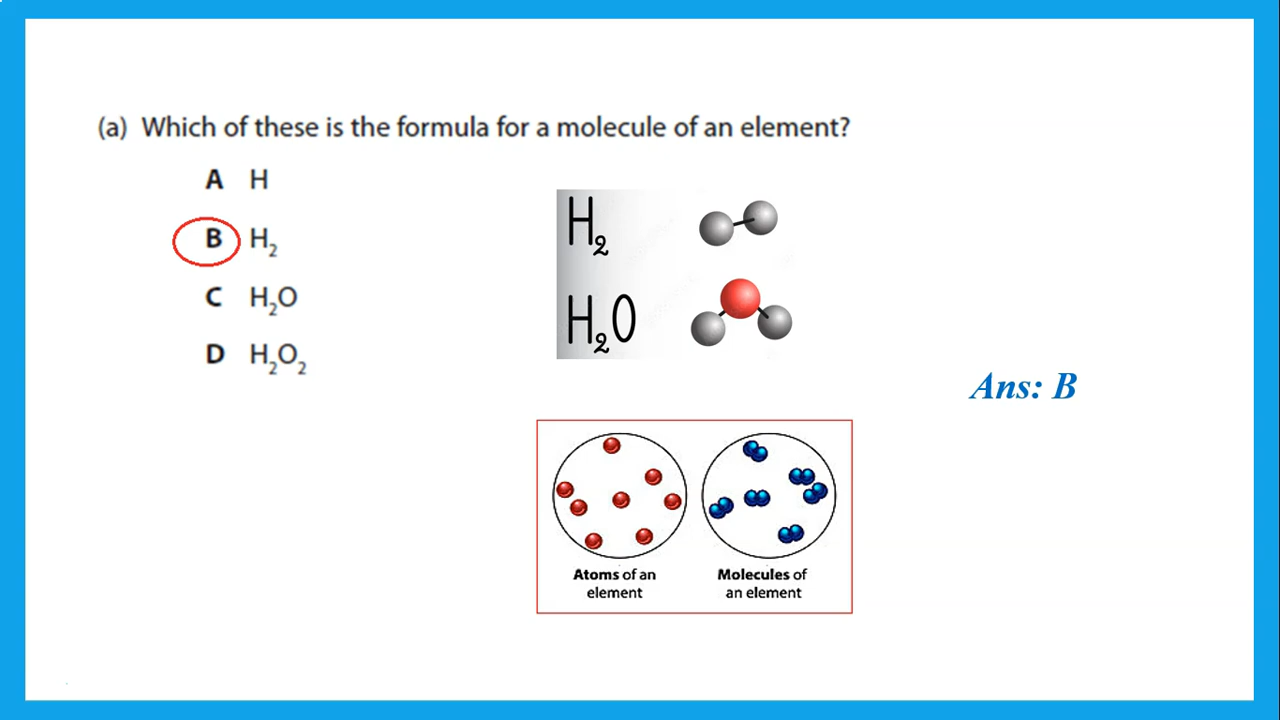 (a) Which of these is the formula for a molecule of an element?
A H
B H₂
C H₂O
D H₂O₂
H₂
H₂O
Ans: B
Atoms of an
element
Molecules of
an element